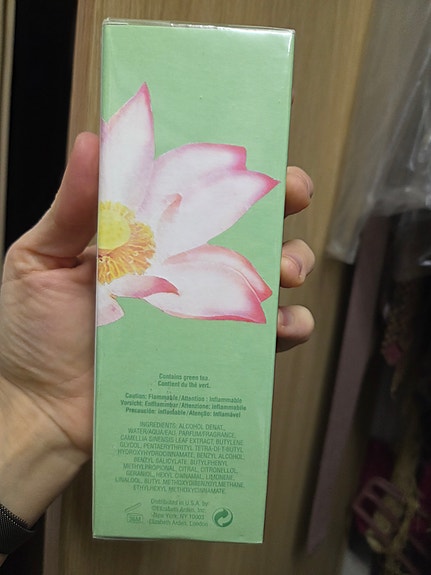 Contains green tea.
Contient du thé vert.
Caution: Flammable/Attention : Inflammable
Vorsicht: Entflammbar/Attenzione: Infiammabile
Precaución: Inflamable/Atenção: Inflamável
INGREDIENTS: ALCOHOL DENAT.,
WATER/AQUA/EAU, PARFUM/FRAGRANCE,
CAMELLIA SINENSIS LEAF EXTRACT, BUTYLENE
GLYCOL, PENTAERYTHRITYL TETRA-DI-T-BUTYL
HYDROXYHYDROCINNAMATE, BENZYL ALCOHOL,
BENZYL SALICYLATE, BUTYLPHENYL
METHYLPROPIONAL, CITRAL, CITRONELLOL,
GERANIOL, HEXYL CINNAMAL, LIMONENE,
LINALOOL, BUTYL METHOXYDIBENZOYLMETHANE,
ETHYLHEXYL METHOXYCINNAMATE
Distributed in U.S.A. by:
©Elizabeth Arden, Inc.
New York, NY 10003
Elizabeth Arden, London
36M